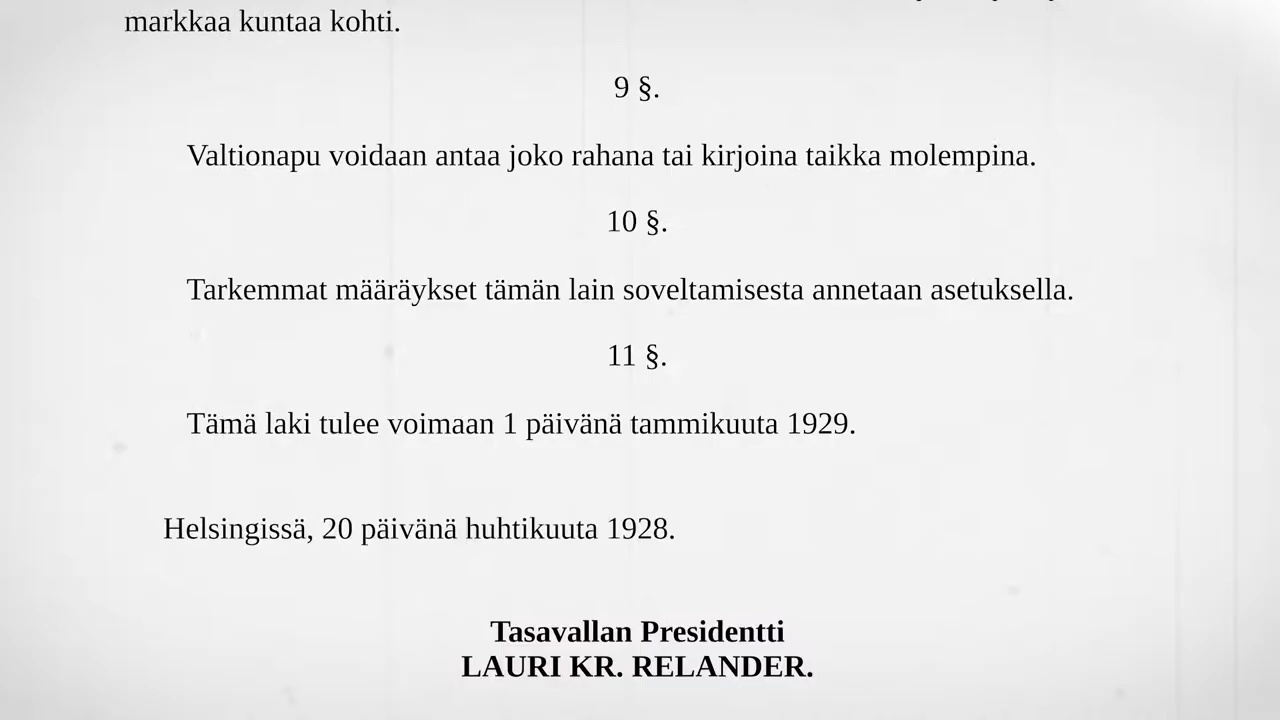 markkaa kuntaa kohti.
9 §.
Valtionapu voidaan antaa joko rahana tai kirjoina taikka molempina.
10 §.
Tarkemmat määräykset tämän lain soveltamisesta annetaan asetuksella.
11 §.
Tämä laki tulee voimaan 1 päivänä tammikuuta 1929.
Helsingissä, 20 päivänä huhtikuuta 1928.
Tasavallan Presidentti
LAURI KR. RELANDER.